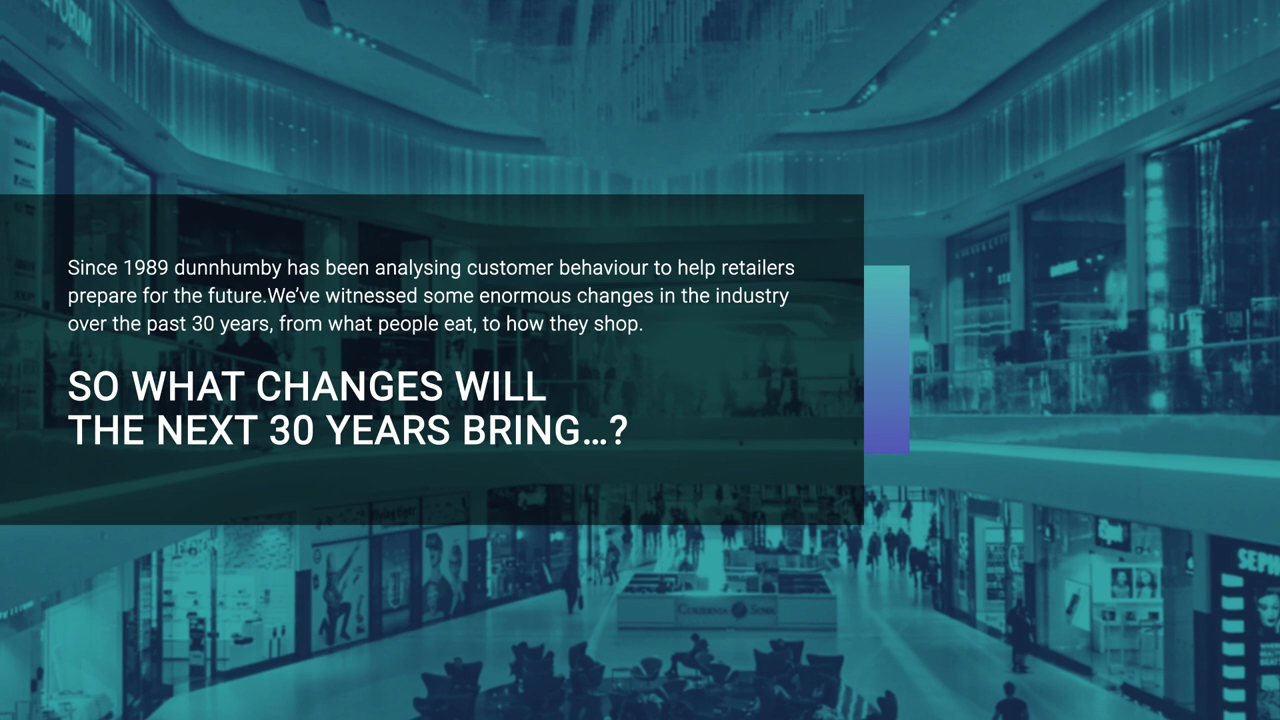 FORUM
Since 1989 dunnhumby has been analysing customer behaviour to help retailers
prepare for the future.We’ve witnessed some enormous changes in the industry
over the past 30 years, from what people eat, to how they shop.
SO WHAT CHANGES WILL
THE NEXT 30 YEARS BRING…?
SEPH